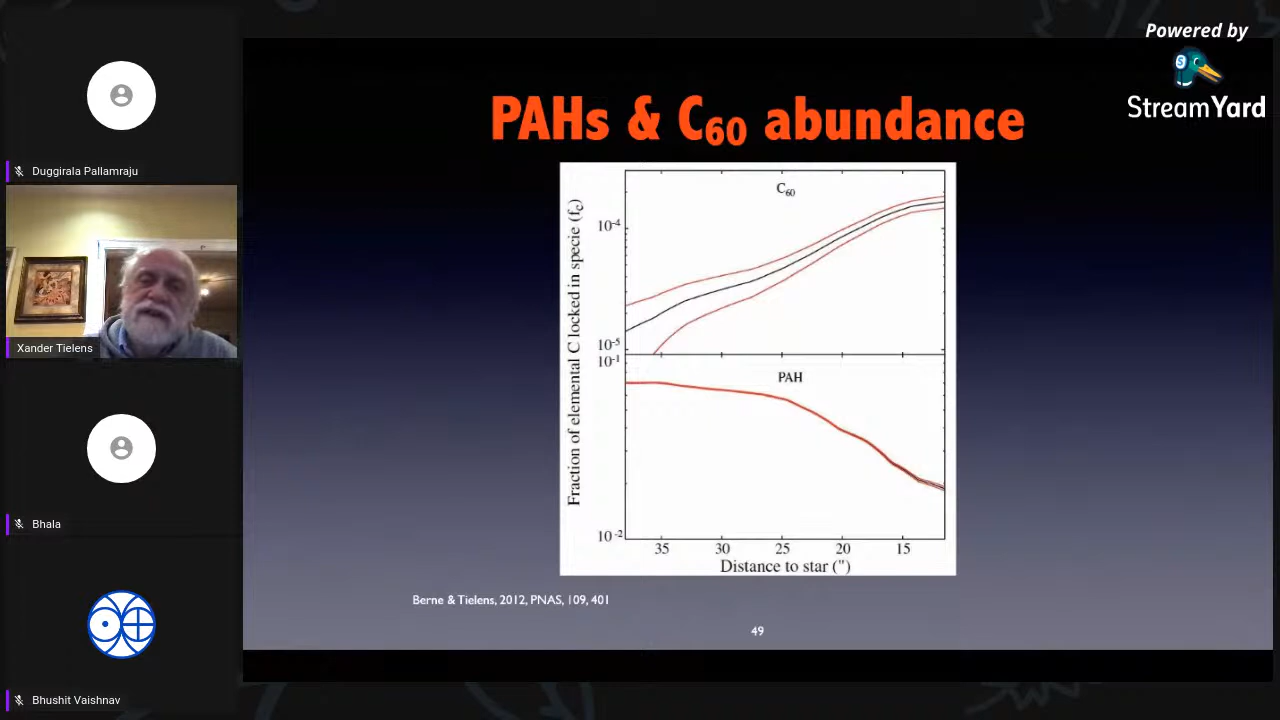 Powered by
StreamYard
Duggirala Pallamraju
Xander Tielens
Bhala
Bhushit Vaishnav
PAHs & C60 abundance
C60
10-4
10-5
10-1
PAH
10-2
Fraction of elemental C locked in specie (fc)
35 30 25 20 15
Distance to star (")
Berne & Tielens, 2012, PNAS, 109, 401
49